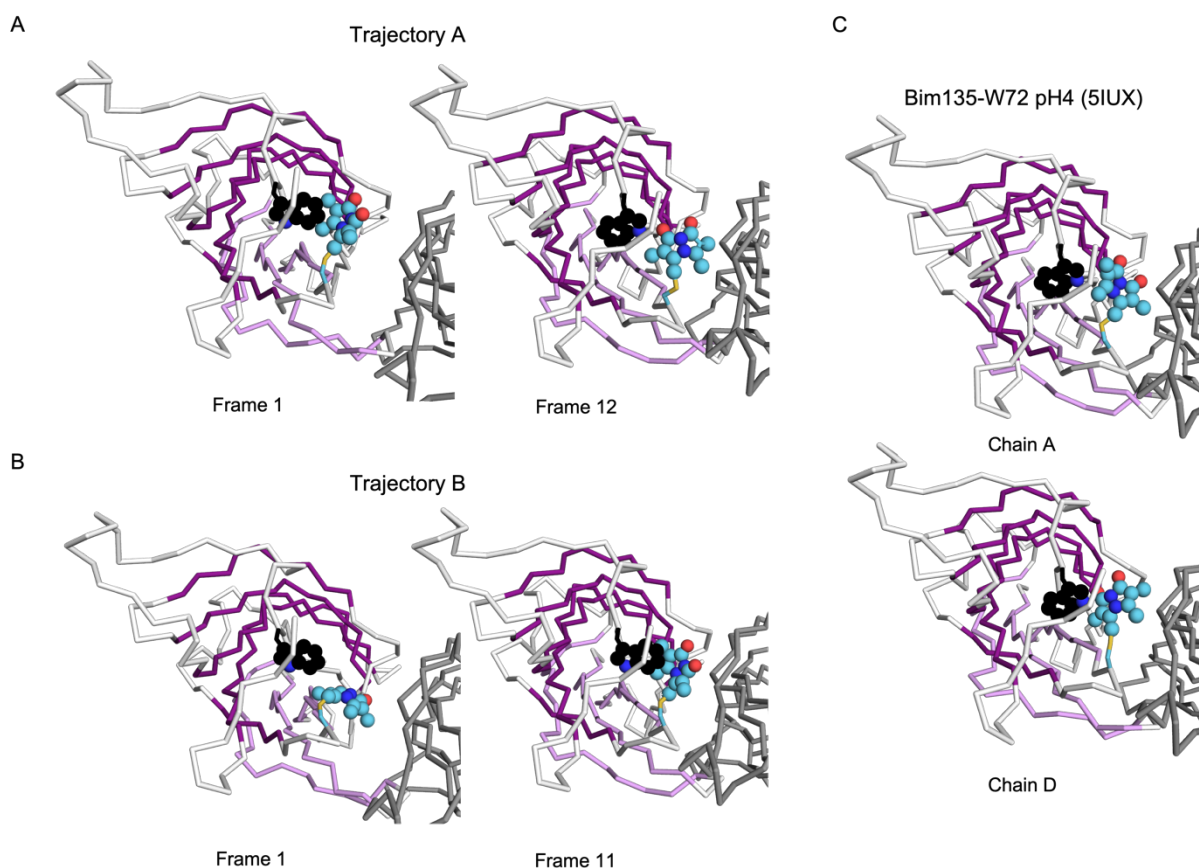 A
Trajectory A
Frame 1
Frame 12
B
Trajectory B
Frame 1
Frame 11
C
Bim135-W72 pH4 (5IUX)
Chain A
Chain D